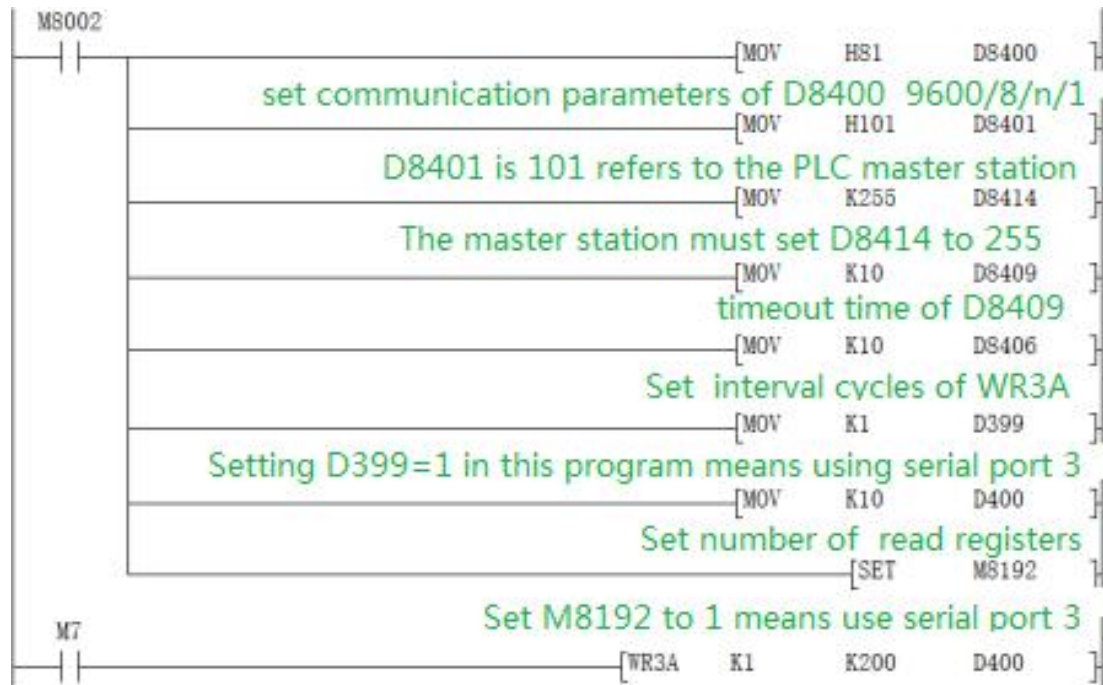 M8002
[MOV H81 D8400 ]
set communication parameters of D8400 9600/8/n/1
[MOV H101 D8401 ]
D8401 is 101 refers to the PLC master station
[MOV K255 D8414 ]
The master station must set D8414 to 255
[MOV K10 D8409 ]
timeout time of D8409
[MOV K10 D8406 ]
Set interval cycles of WR3A
[MOV K1 D399 ]
Setting D399=1 in this program means using serial port 3
[MOV K10 D400 ]
Set number of read registers
[SET M8192 ]
Set M8192 to 1 means use serial port 3
M7
[WR3A K1 K200 D400 ]